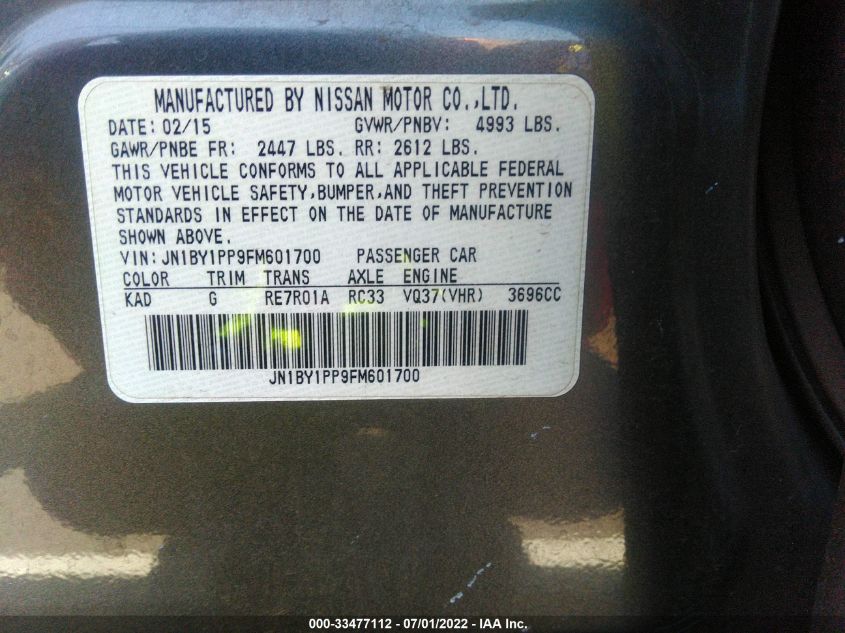 MANUFACTURED BY NISSAN MOTOR CO.,LTD.
DATE: 02/15 GVWR/PNBV: 4993 LBS.
GAWR/PNBE FR: 2447 LBS. RR: 2612 LBS.
THIS VEHICLE CONFORMS TO ALL APPLICABLE FEDERAL
MOTOR VEHICLE SAFETY,BUMPER,AND THEFT PREVENTION
STANDARDS IN EFFECT ON THE DATE OF MANUFACTURE
SHOWN ABOVE.
VIN: JN1BY1PP9FM601700 PASSENGER CAR
COLOR TRIM TRANS AXLE ENGINE
KAD G RE7R01A RC33 VQ37(VHR) 3696CC
JN1BY1PP9FM601700
000-33477112 - 07/01/2022 - IAA Inc.